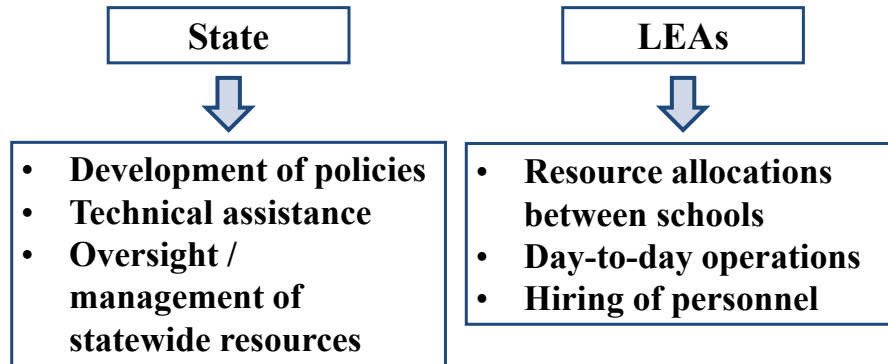 State
• Development of policies
• Technical assistance
• Oversight /
management of
statewide resources
LEAs
• Resource allocations
between schools
• Day-to-day operations
• Hiring of personnel